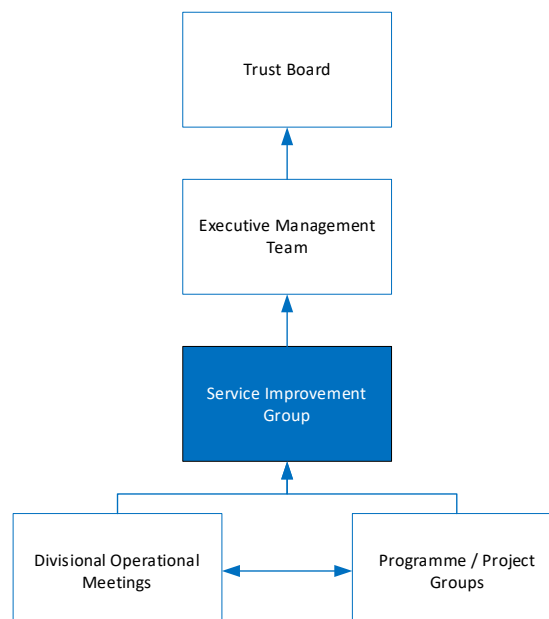 Trust Board
Executive Management
Team
Service Improvement
Group
Divisional Operational
Meetings
Programme / Project
Groups